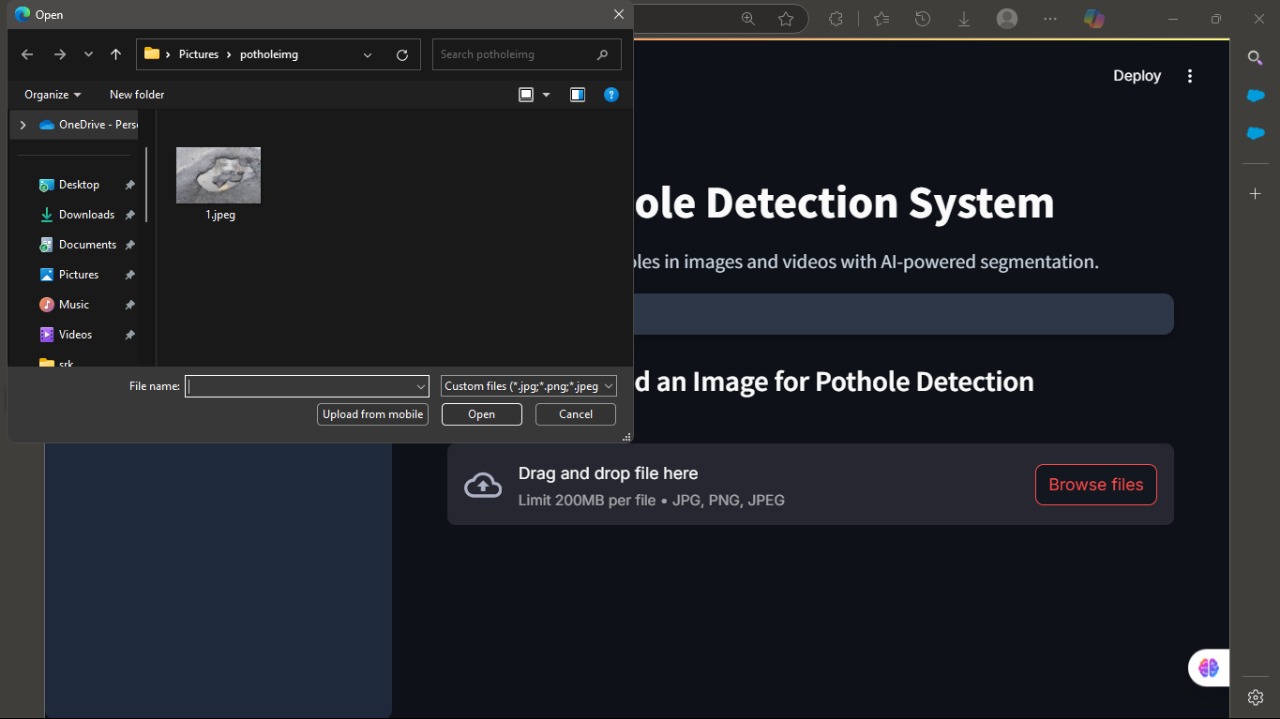 Open
Pictures
potholeimg
Search potholeimg
Organize
New folder
OneDrive - Pers
Desktop
Downloads
Documents
Pictures
Music
Videos
srk
1.jpeg
File name:
Custom files (*.jpg;*.png;*.jpeg
Upload from mobile
Open
Cancel
Deploy
ole Detection System
les in images and videos with AI-powered segmentation.
d an Image for Pothole Detection
Drag and drop file here
Limit 200MB per file • JPG, PNG, JPEG
Browse files